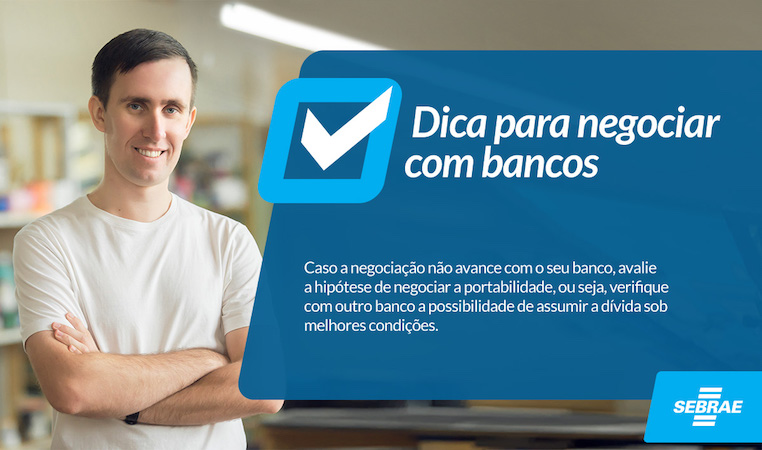 Dica para negociar
com bancos
Caso a negociação não avance com o seu banco, avalie
a hipótese de negociar a portabilidade, ou seja, verifique
com outro banco a possibilidade de assumir a dívida sob
melhores condições.
SEBRAE